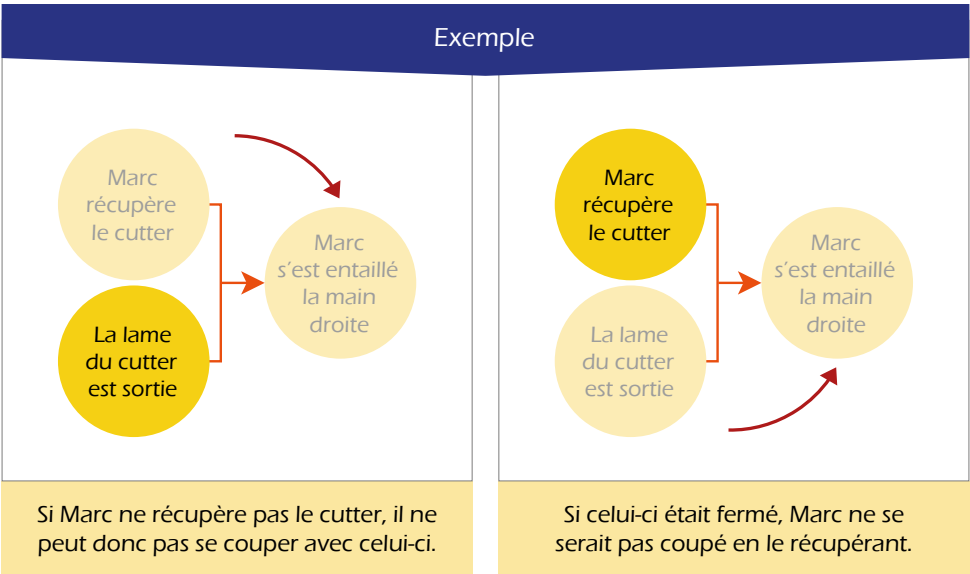 Exemple
Marc
récupère
le cutter
La lame
du cutter
est sortie
Marc
s'est entaillé
la main
droite
Si Marc ne récupère pas le cutter, il ne
peut donc pas se couper avec celui-ci.
Marc
récupère
le cutter
La lame
du cutter
est sortie
Marc
s'est entaillé
la main
droite
Si celui-ci était fermé, Marc ne se
serait pas coupé en le récupérant.